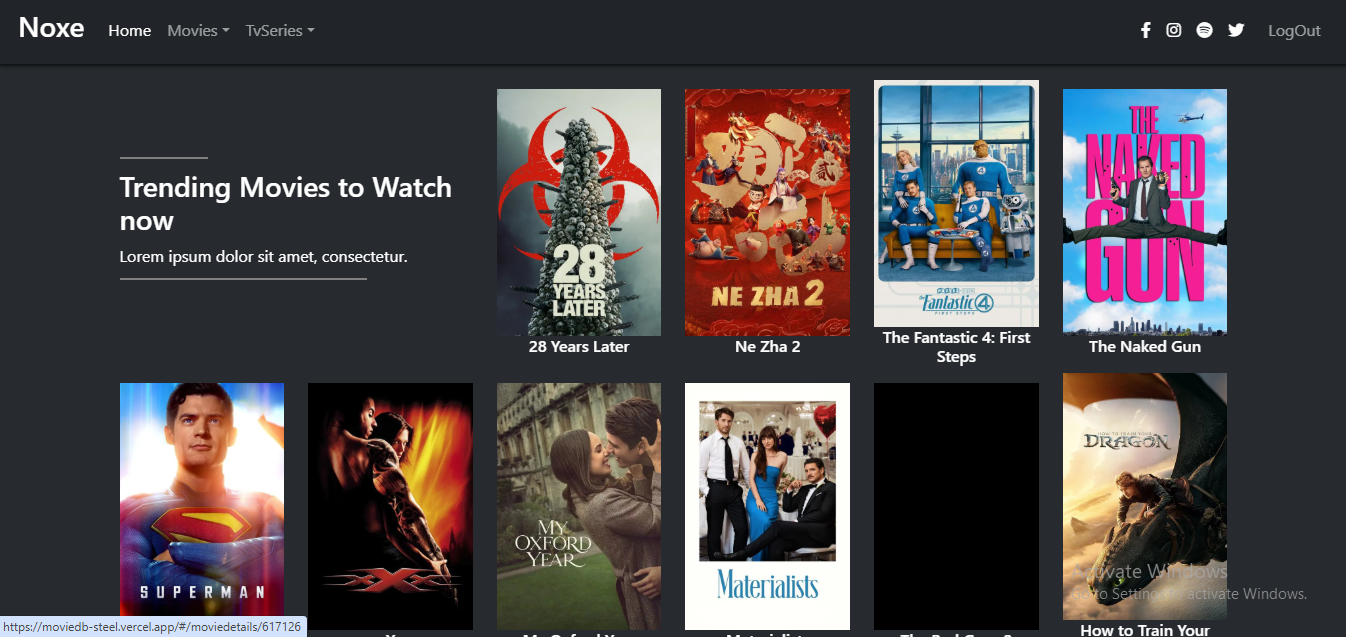 Noxe
Home
Movies
TvSeries
LogOut
Trending Movies to Watch
now
Lorem ipsum dolor sit amet, consectetur.
28
YEARS
LATER
28 Years Later
NE ZHA 2
Ne Zha 2
Fantastic 4
FIRST STEPS
The Fantastic 4: First
Steps
THE
NAKED
GUN
The Naked Gun
SUPERMAN
xXx
MY
OXFORD
YEAR
Materialists
HOW TO TRAIN YOUR
DRAGON
How to Train Your
Activate Windows
Go to Settings to activate Windows.
https://moviedb-steel.vercel.app/#/moviedetails/617126